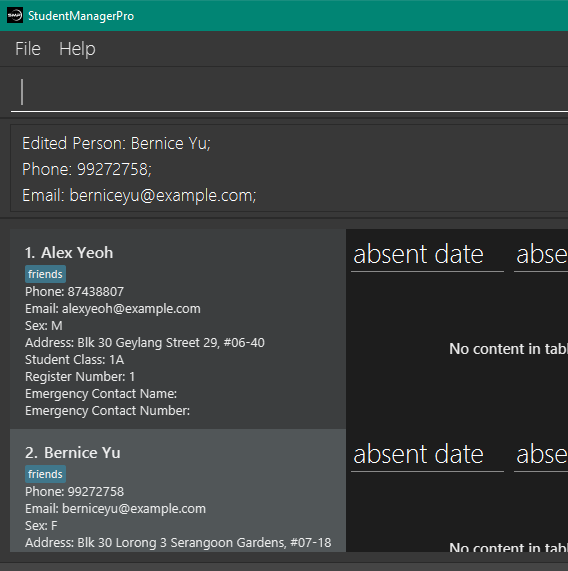 StudentManagerPro
File Help
Edited Person: Bernice Yu;
Phone: 99272758;
Email: berniceyu@example.com;
1. Alex Yeoh
friends
Phone: 87438807
Email: alexyeoh@example.com
Sex: M
Address: Blk 30 Geylang Street 29, #06-40
Student Class: 1A
Register Number: 1
Emergency Contact Name:
Emergency Contact Number:
absent date abse
No content in tabl
2. Bernice Yu
friends
Phone: 99272758
Email: berniceyu@example.com
Sex: F
Address: Blk 30 Lorong 3 Serangoon Gardens, #07-18
absent date abse
No content in tabl